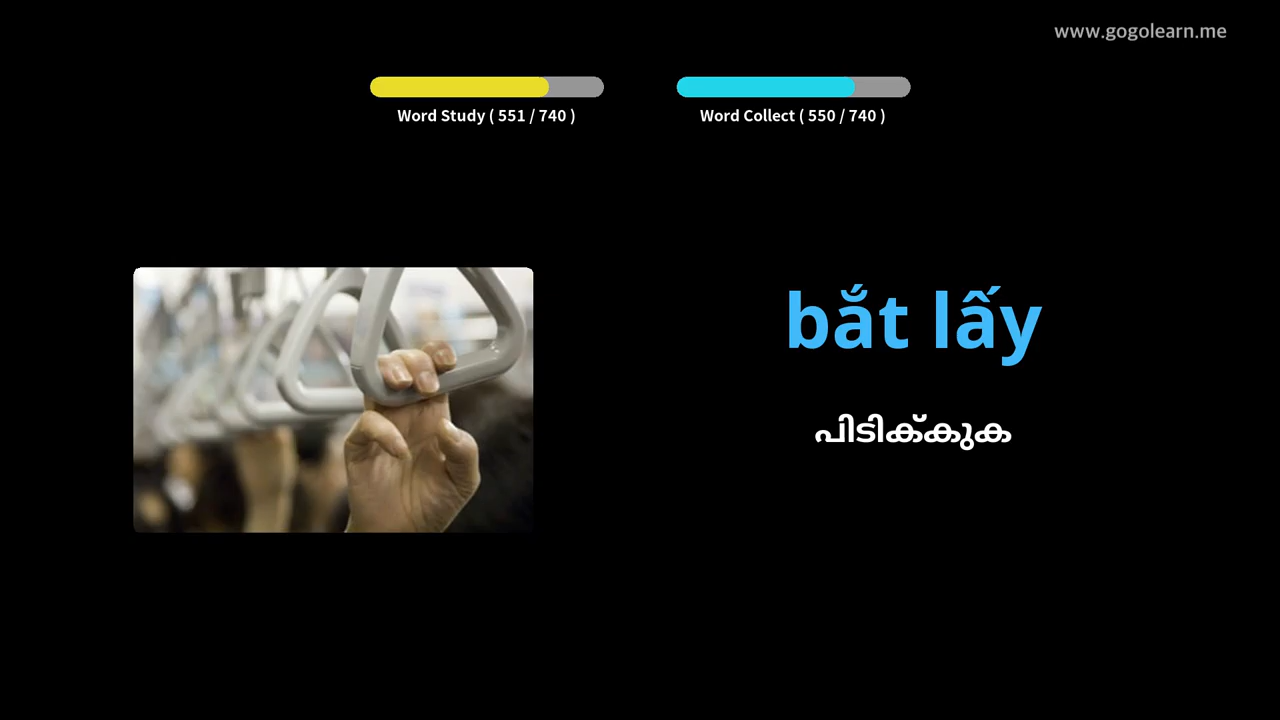 www.gogolearn.me
Word Study ( 551 / 740 )
Word Collect ( 550 / 740 )
bắt lấy
പിടിക്കുക